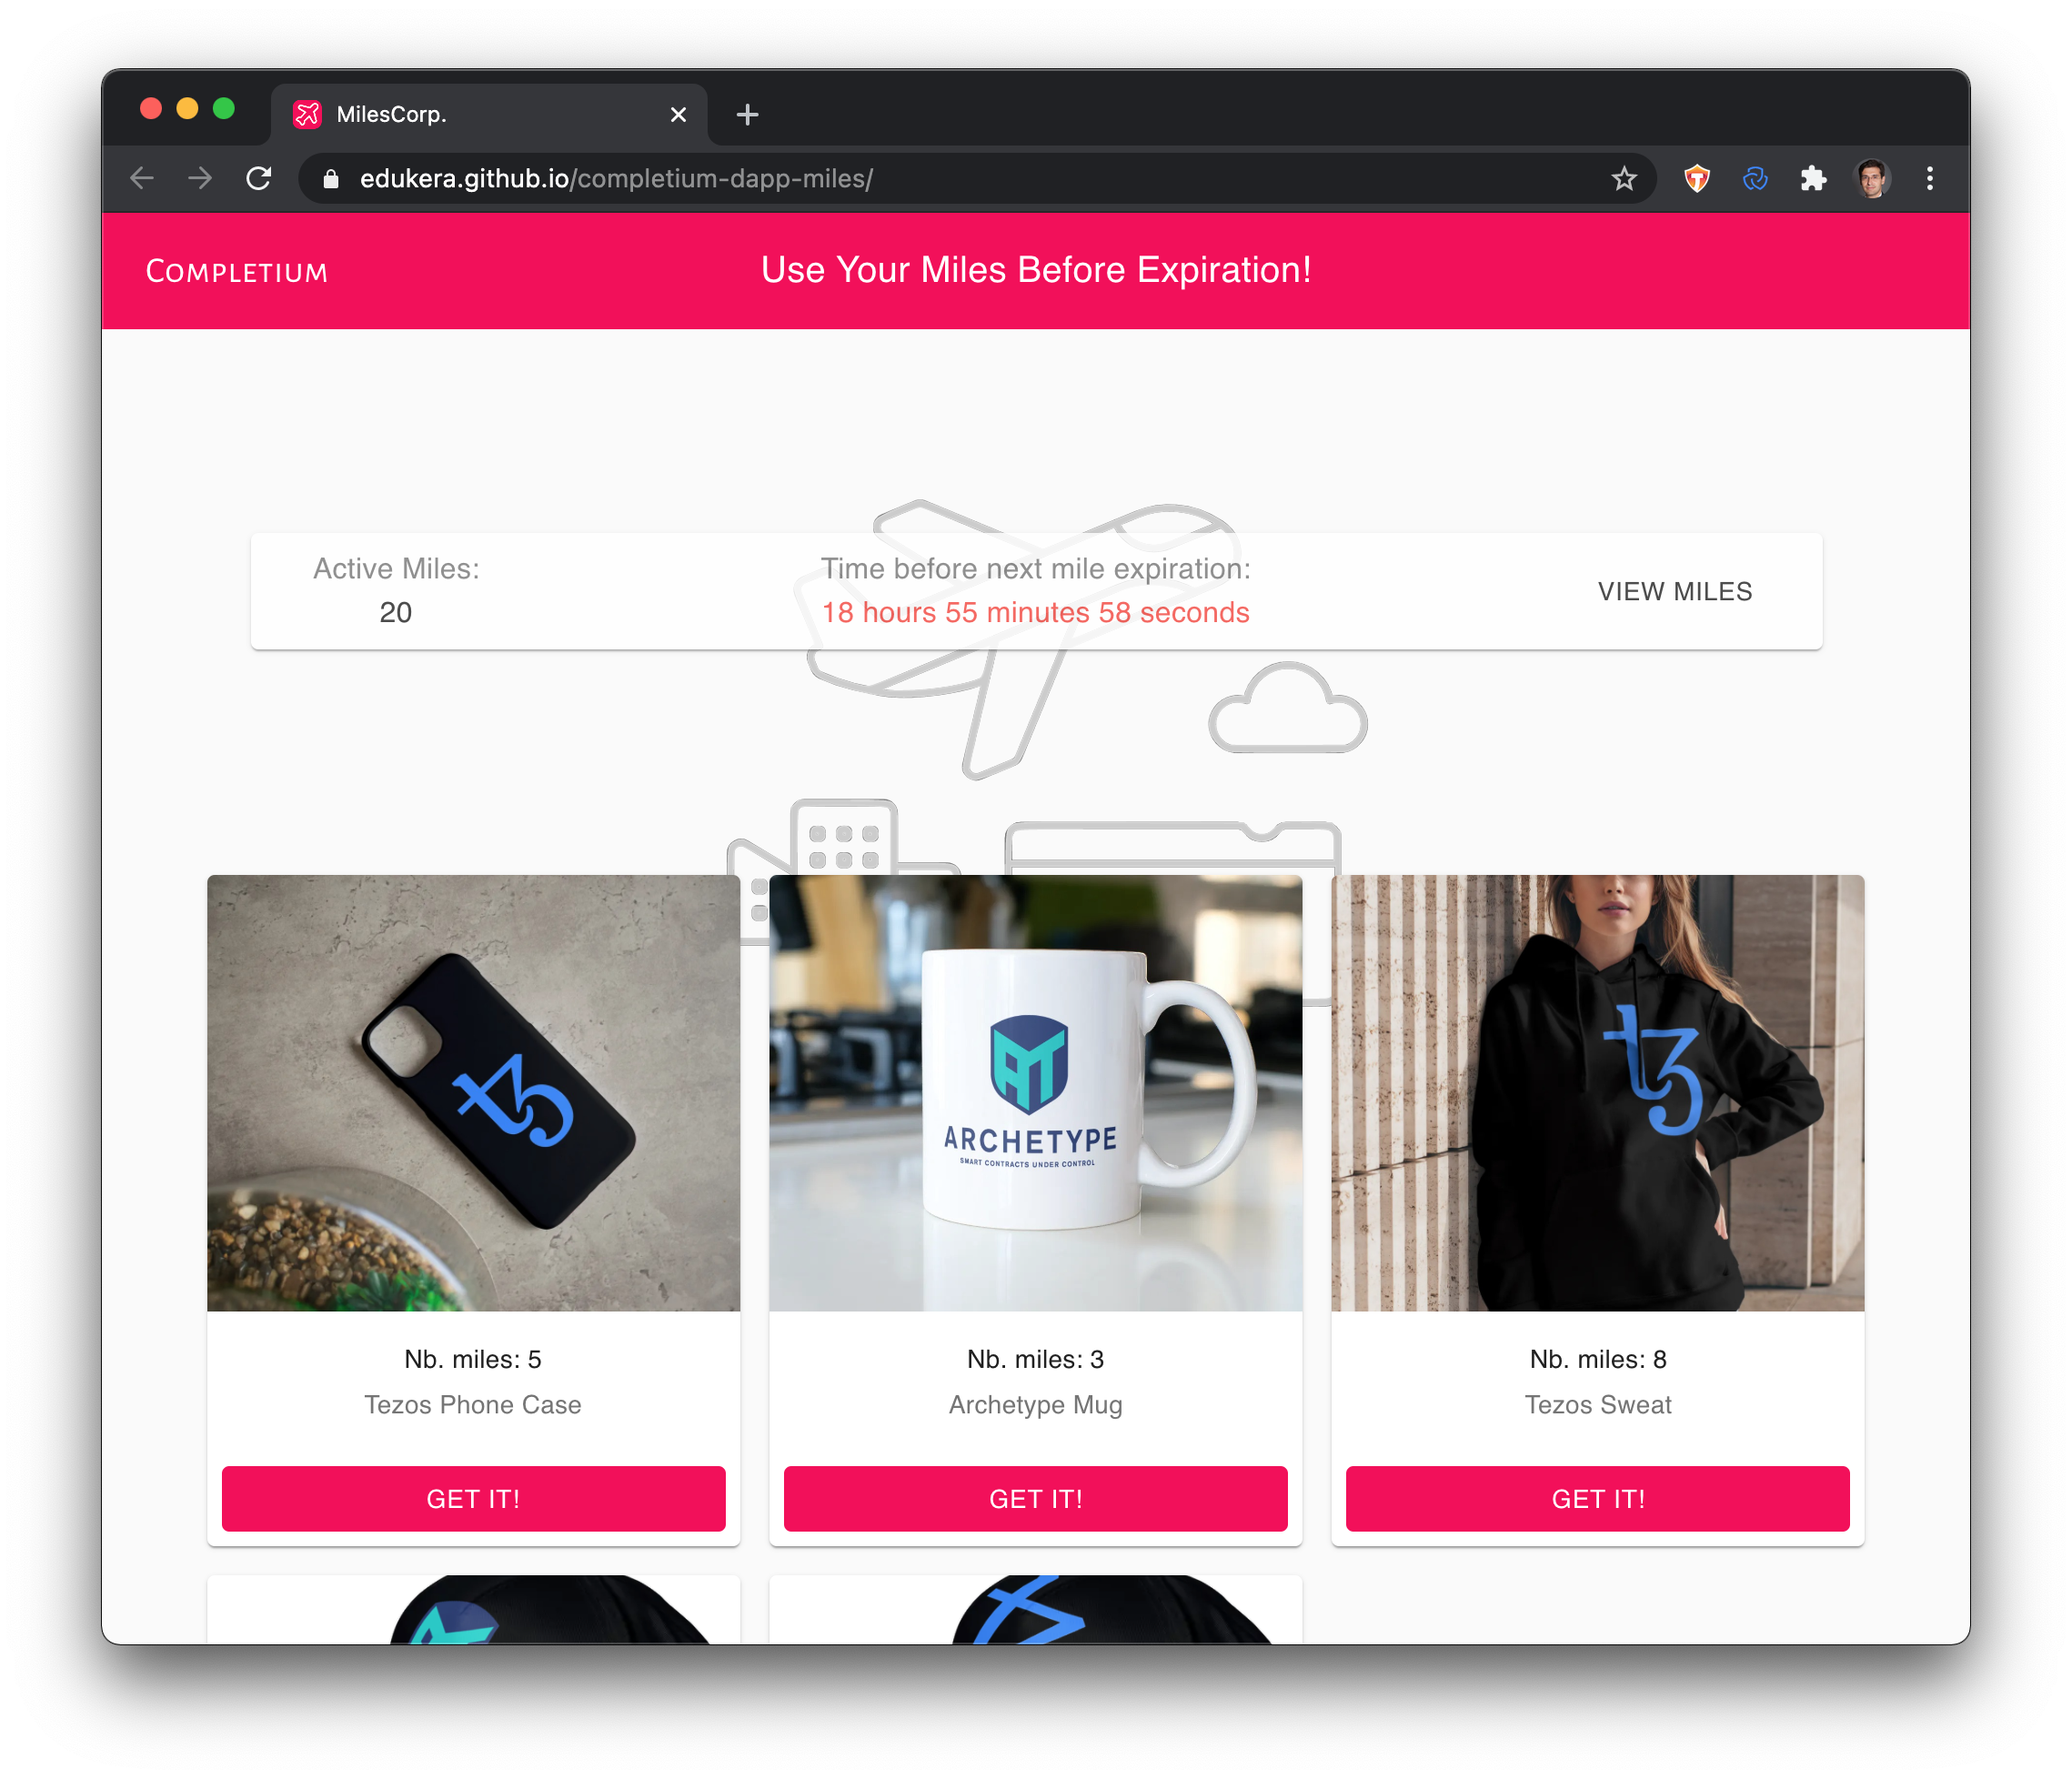 MilesCorp.
edukera.github.io/completium-dapp-miles/
COMPLETIUM
Use Your Miles Before Expiration!
Active Miles:
20
Time before next mile expiration:
18 hours 55 minutes 58 seconds
VIEW MILES
ARCHETYPE
SMART CONTRACTS UNDER CONTROL
Nb. miles: 5
Tezos Phone Case
GET IT!
Nb. miles: 3
Archetype Mug
GET IT!
Nb. miles: 8
Tezos Sweat
GET IT!